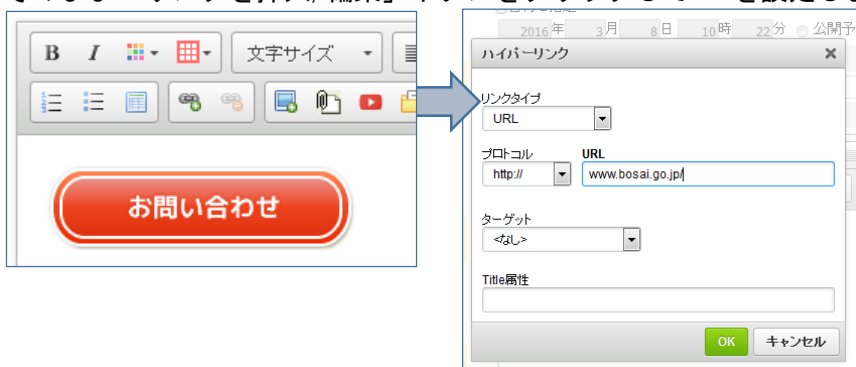 2016年 3月 8日 10時 22分 公開予
B I 文字サイズ
お問い合わせ
ハイパーリンク ×
リンクタイプ
URL
プロトコル URL
http:// www.bosai.go.jp/
ターゲット
<なし>
Title属性
OK キャンセル